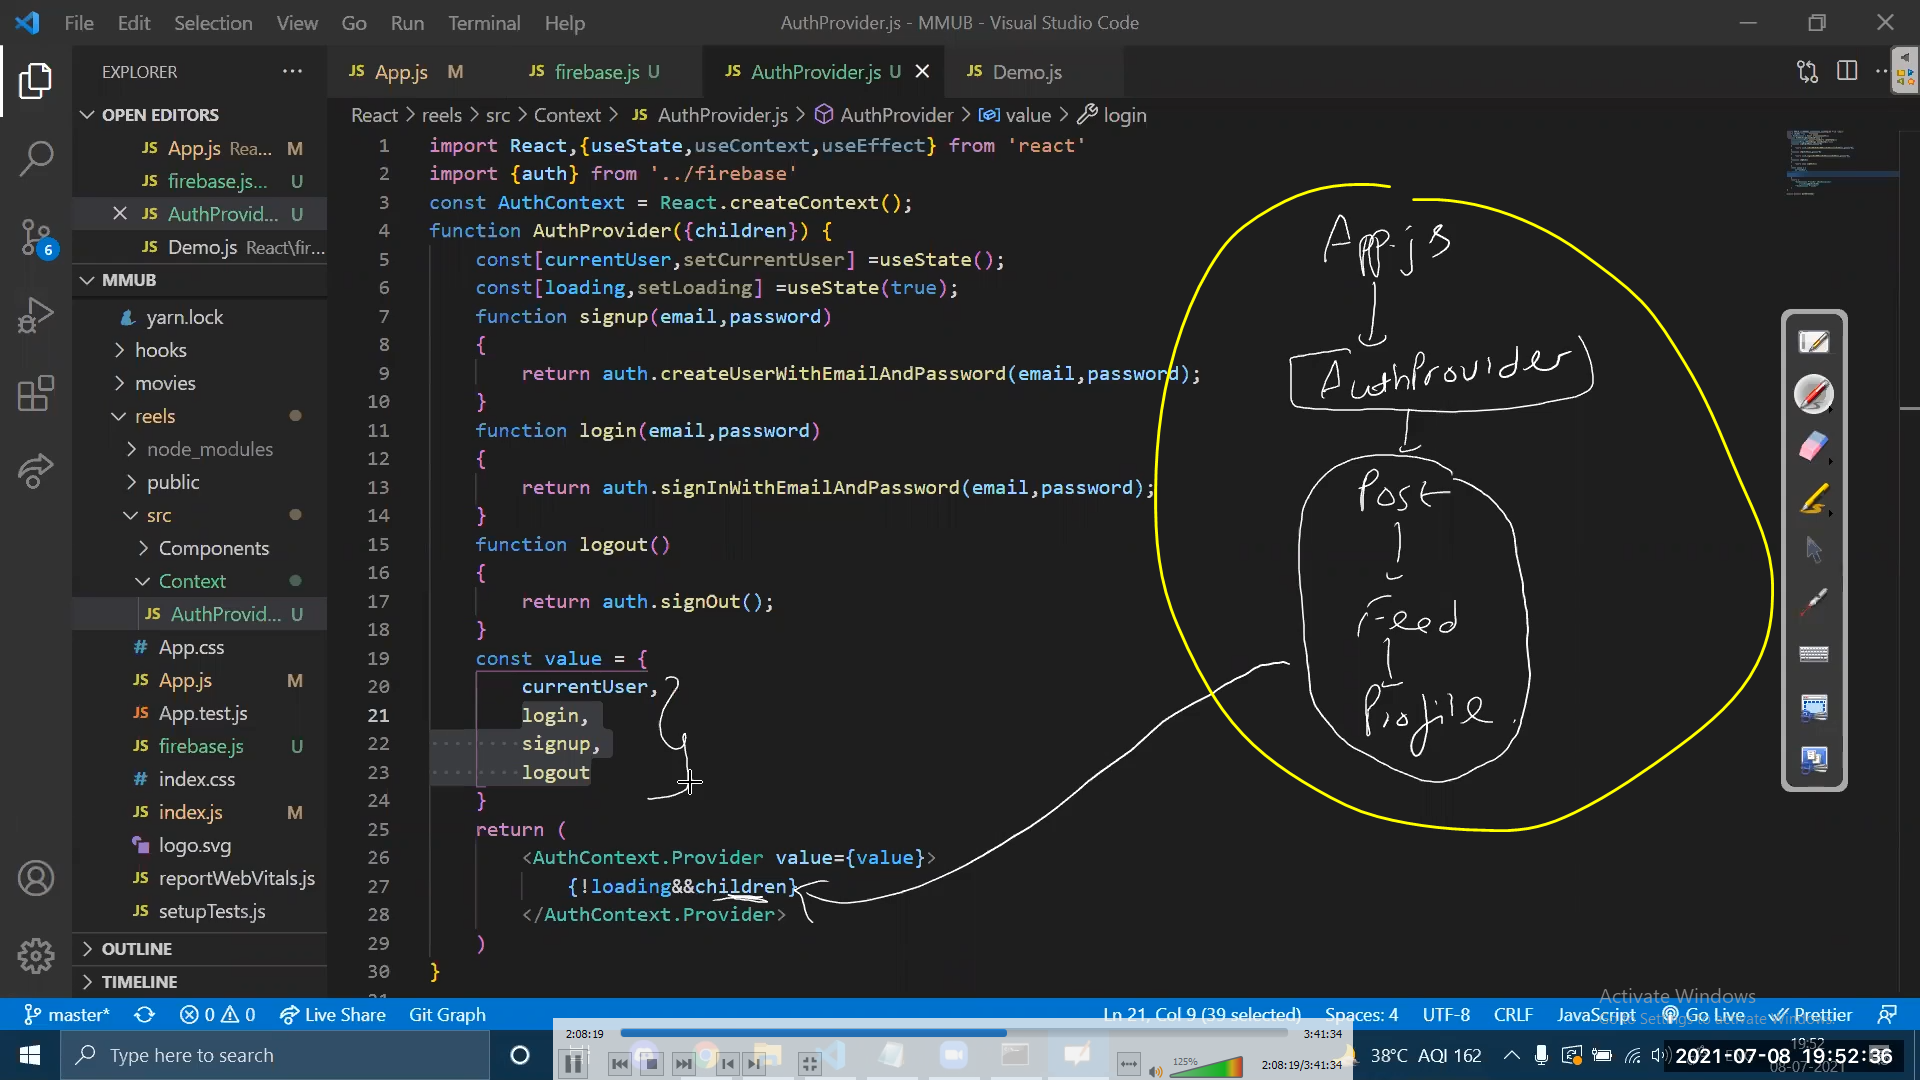 File Edit Selection View Go Run Terminal Help
AuthProvider.js - MMUB - Visual Studio Code
EXPLORER
JS App.js M
JS firebase.js U
JS AuthProvider.js U
JS Demo.js
OPEN EDITORS
JS App.js Rea... M
JS firebase.js... U
JS AuthProvid... U
JS Demo.js React\fir...
MMUB
yarn.lock
hooks
movies
reels
node_modules
public
src
Components
Context
JS AuthProvid... U
# App.css
JS App.js M
JS App.test.js
JS firebase.js U
# index.css
JS index.js M
logo.svg
JS reportWebVitals.js
JS setupTests.js
OUTLINE
TIMELINE
6
React > reels > src > Context > JS AuthProvider.js > AuthProvider > value > login
1 import React,{useState,useContext,useEffect} from 'react'
2 import {auth} from '../firebase'
3 const AuthContext = React.createContext();
4 function AuthProvider({children}) {
5 const[currentUser,setCurrentUser] =useState();
6 const[loading,setLoading] =useState(true);
7 function signup(email,password)
8 {
9 return auth.createUserWithEmailAndPassword(email,password);
10 }
11 function login(email,password)
12 {
13 return auth.signInWithEmailAndPassword(email,password);
14 }
15 function logout()
16 {
17 return auth.signOut();
18 }
19 const value = {
20 currentUser,
21 login,
22 signup,
23 logout
24 }
25 return (
26 <AuthContext.Provider value={value}>
27 {!loading&&children}
28 </AuthContext.Provider>
29 )
30 }
App.js
AuthProvider
Post
Feed
Profile.
Activate Windows
master* 0 0 Live Share Git Graph
Ln 21, Col 9 (39 selected) Spaces: 4 UTF-8 CRLF JavaScript Go Live Prettier
Type here to search
2:08:19 3:41:34
125% 2:08:19/3:41:34
38°C AQI 162
19:52
2021-07-08 19:52:36
08-07-2021